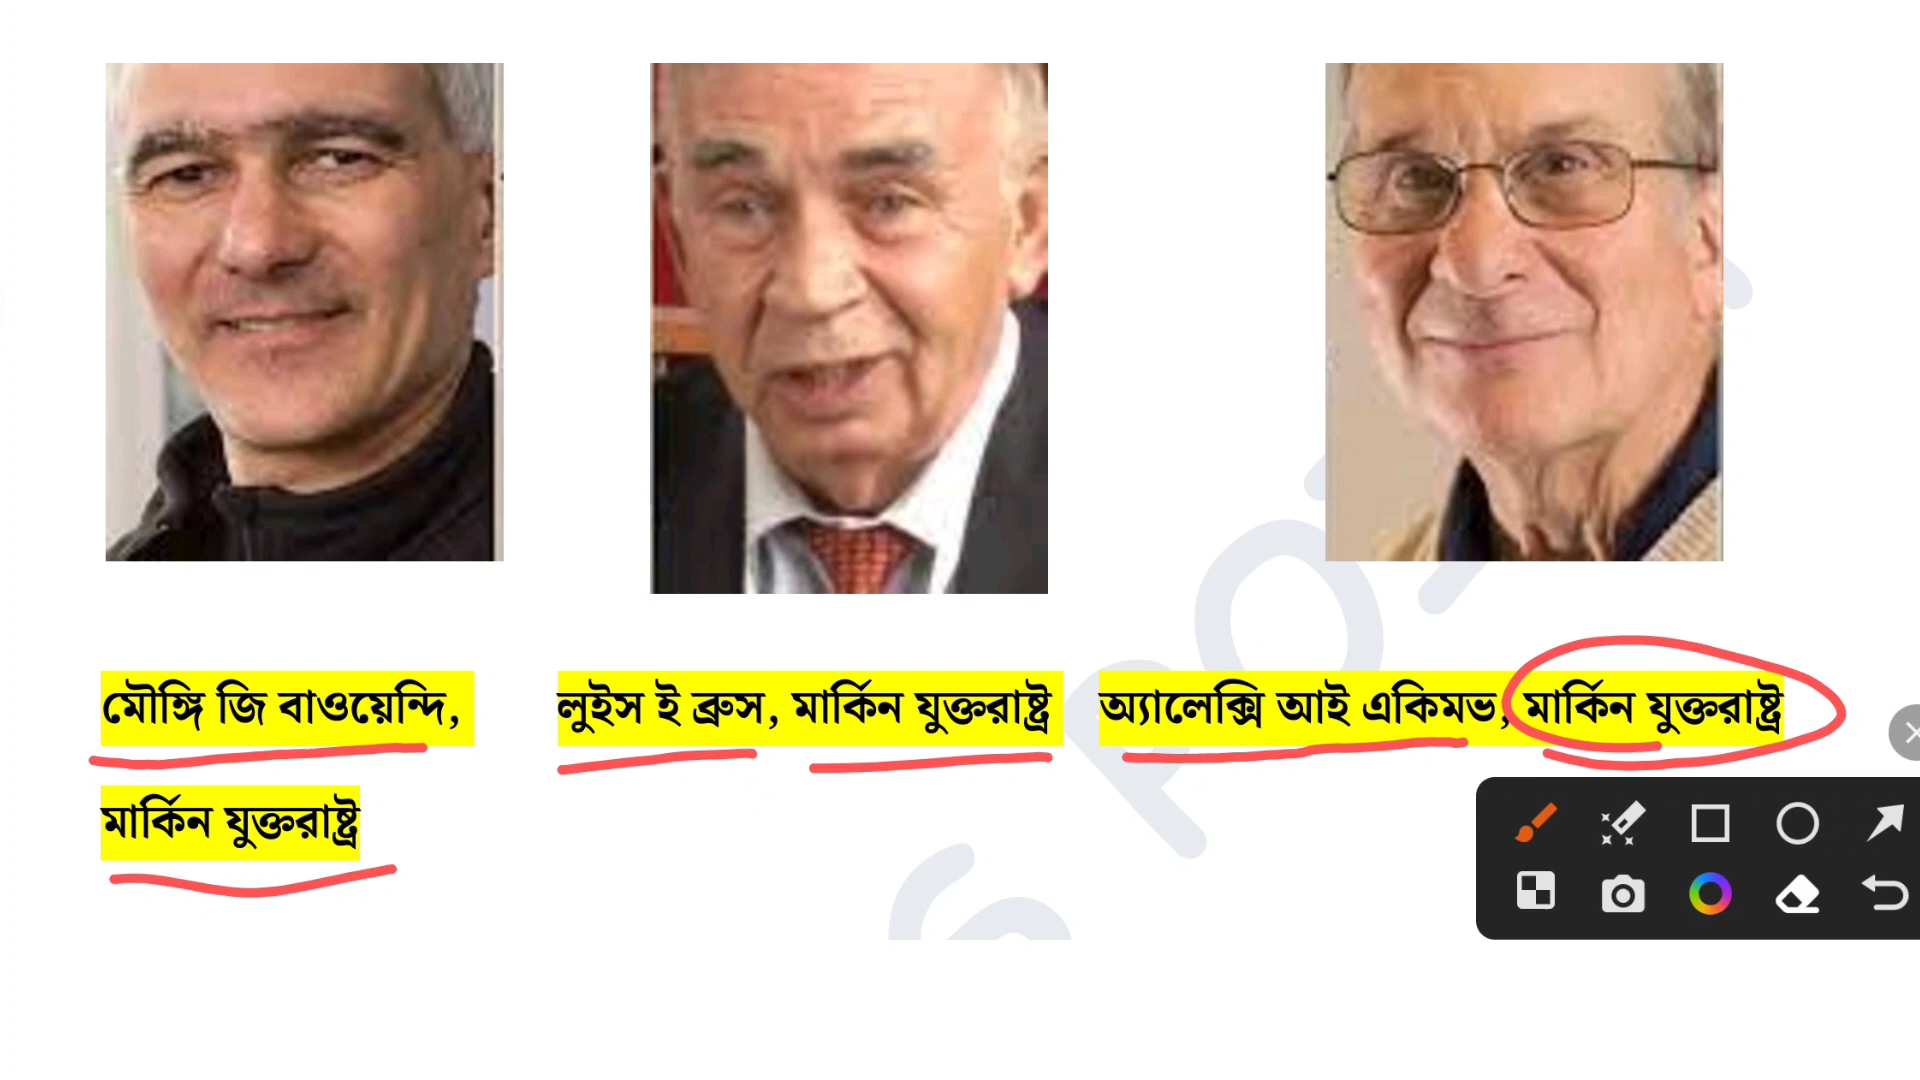 মৌঙ্গি জি বাওয়েন্দি,
মার্কিন যুক্তরাষ্ট্র
লুইস ই ব্রুস, মার্কিন যুক্তরাষ্ট্র
অ্যালেক্সি আই একিমভ, মার্কিন যুক্তরাষ্ট্র